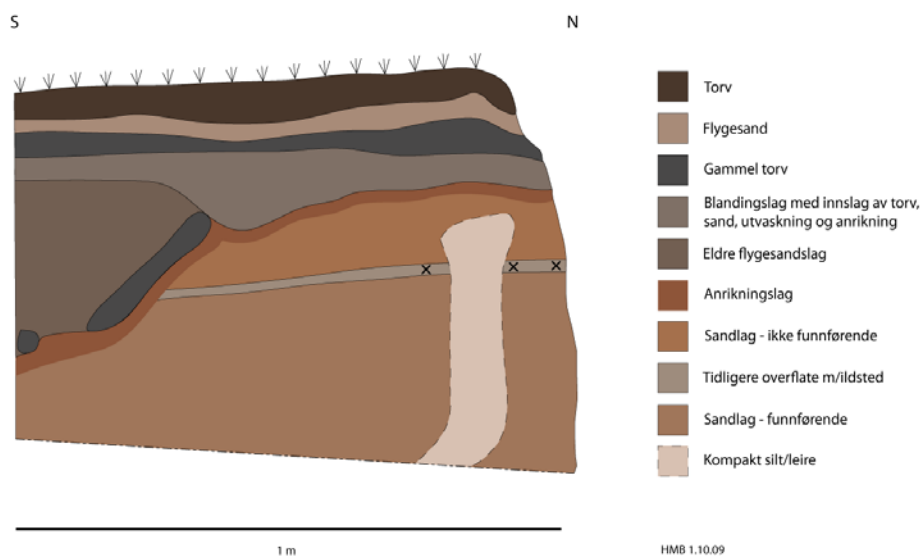 S
N
Torv
Flygesand
Gammel torv
Blandingslag med innslag av torv,
sand, utvaskning og anrikning
Eldre flygesandslag
Anrikningslag
Sandlag - ikke funnførende
Tidligere overflate m/ildsted
Sandlag - funnførende
Kompakt silt/leire
1 m
HMB 1.10.09